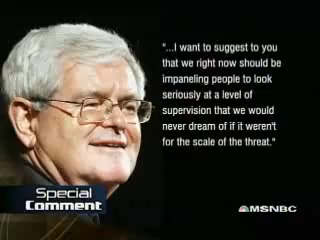 "...I want to suggest to you
that we right now should be
impaneling people to look
seriously at a level of
supervision that we would
never dream of if it weren't
for the scale of the threat."
Special
Comment
MSNBC